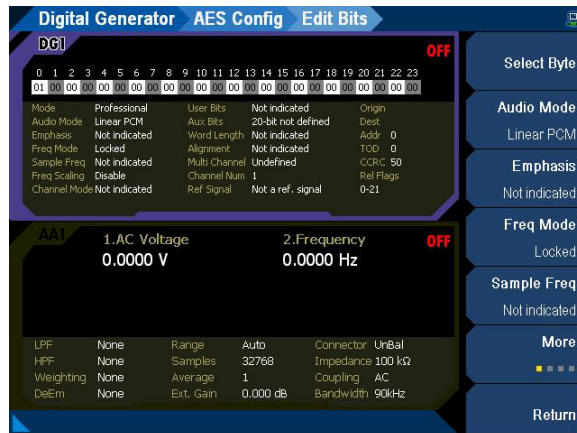 Digital Generator AES Config Edit Bits
DG1 OFF
0 1 2 3 4 5 6 7 8 9 10 11 12 13 14 15 16 17 18 19 20 21 22 23
01 00 00 00 00 00 00 00 00 00 00 00 00 00 00 00 00 00 00 00 00 00 00 50
Mode Professional User Bits Not indicated Origin
Audio Mode Linear PCM Aux Bits 20-bit not defined Dest
Emphasis Not indicated Word Length Not indicated Addr 0
Freq Mode Locked Alignment Not indicated TOD 0
Sample Freq Not indicated Multi Channel Undefined CCRC 50
Freq Scaling Disable Channel Num 1 Rel Flags
Channel Mode Not indicated Ref Signal Not a ref. signal 0-21
AA1 1.AC Voltage 2.Frequency OFF
0.0000 V 0.0000 Hz
LPF None Range Auto Connector UnBal
HPF None Samples 32768 Impedance 100 kΩ
Weighting None Average 1 Coupling AC
DeEm None Ext. Gain 0.000 dB Bandwidth 90kHz
Select Byte
Audio Mode
Linear PCM
Emphasis
Not indicated
Freq Mode
Locked
Sample Freq
Not indicated
More
Return